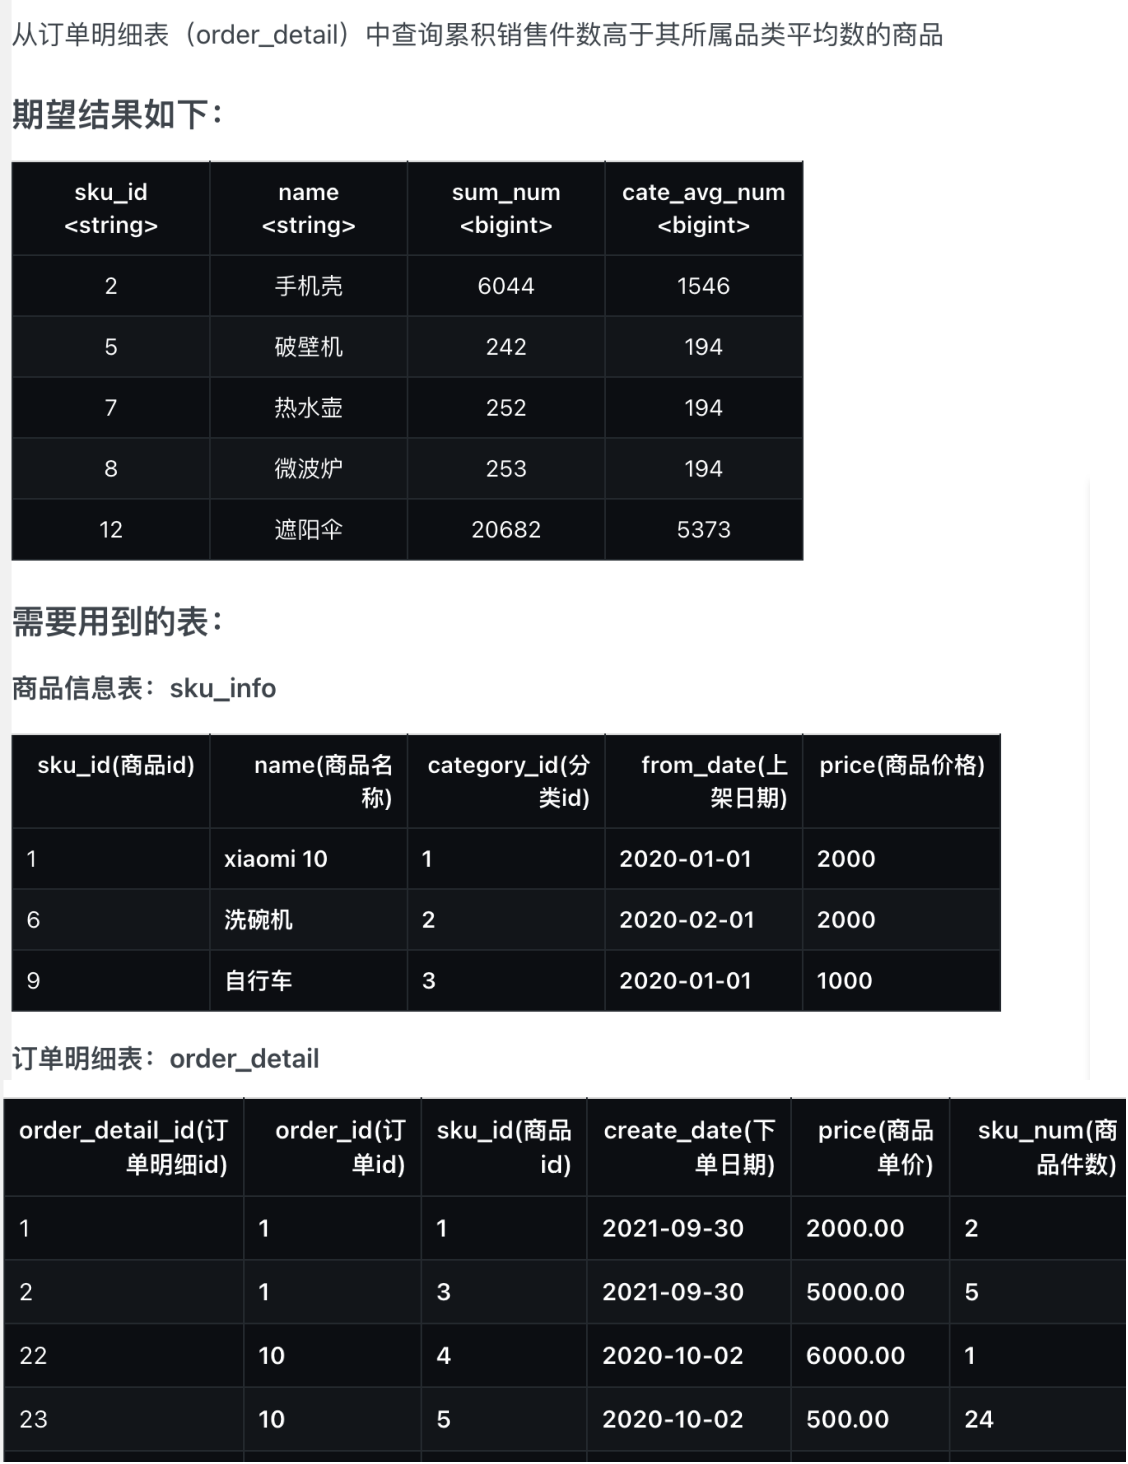 从订单明细表（order_detail）中查询累积销售件数高于其所属品类平均数的商品
期望结果如下：
sku_id <string> name <string> sum_num <bigint> cate_avg_num <bigint>
2 手机壳 6044 1546
5 破壁机 242 194
7 热水壶 252 194
8 微波炉 253 194
12 遮阳伞 20682 5373
需要用到的表：
商品信息表：sku_info
sku_id(商品id) name(商品名称) category_id(分类id) from_date(上架日期) price(商品价格)
1 xiaomi 10 1 2020-01-01 2000
6 洗碗机 2 2020-02-01 2000
9 自行车 3 2020-01-01 1000
订单明细表：order_detail
order_detail_id(订单明细id) order_id(订单id) sku_id(商品id) create_date(下单日期) price(商品单价) sku_num(商品件数)
1 1 1 2021-09-30 2000.00 2
2 1 3 2021-09-30 5000.00 5
22 10 4 2020-10-02 6000.00 1
23 10 5 2020-10-02 500.00 24